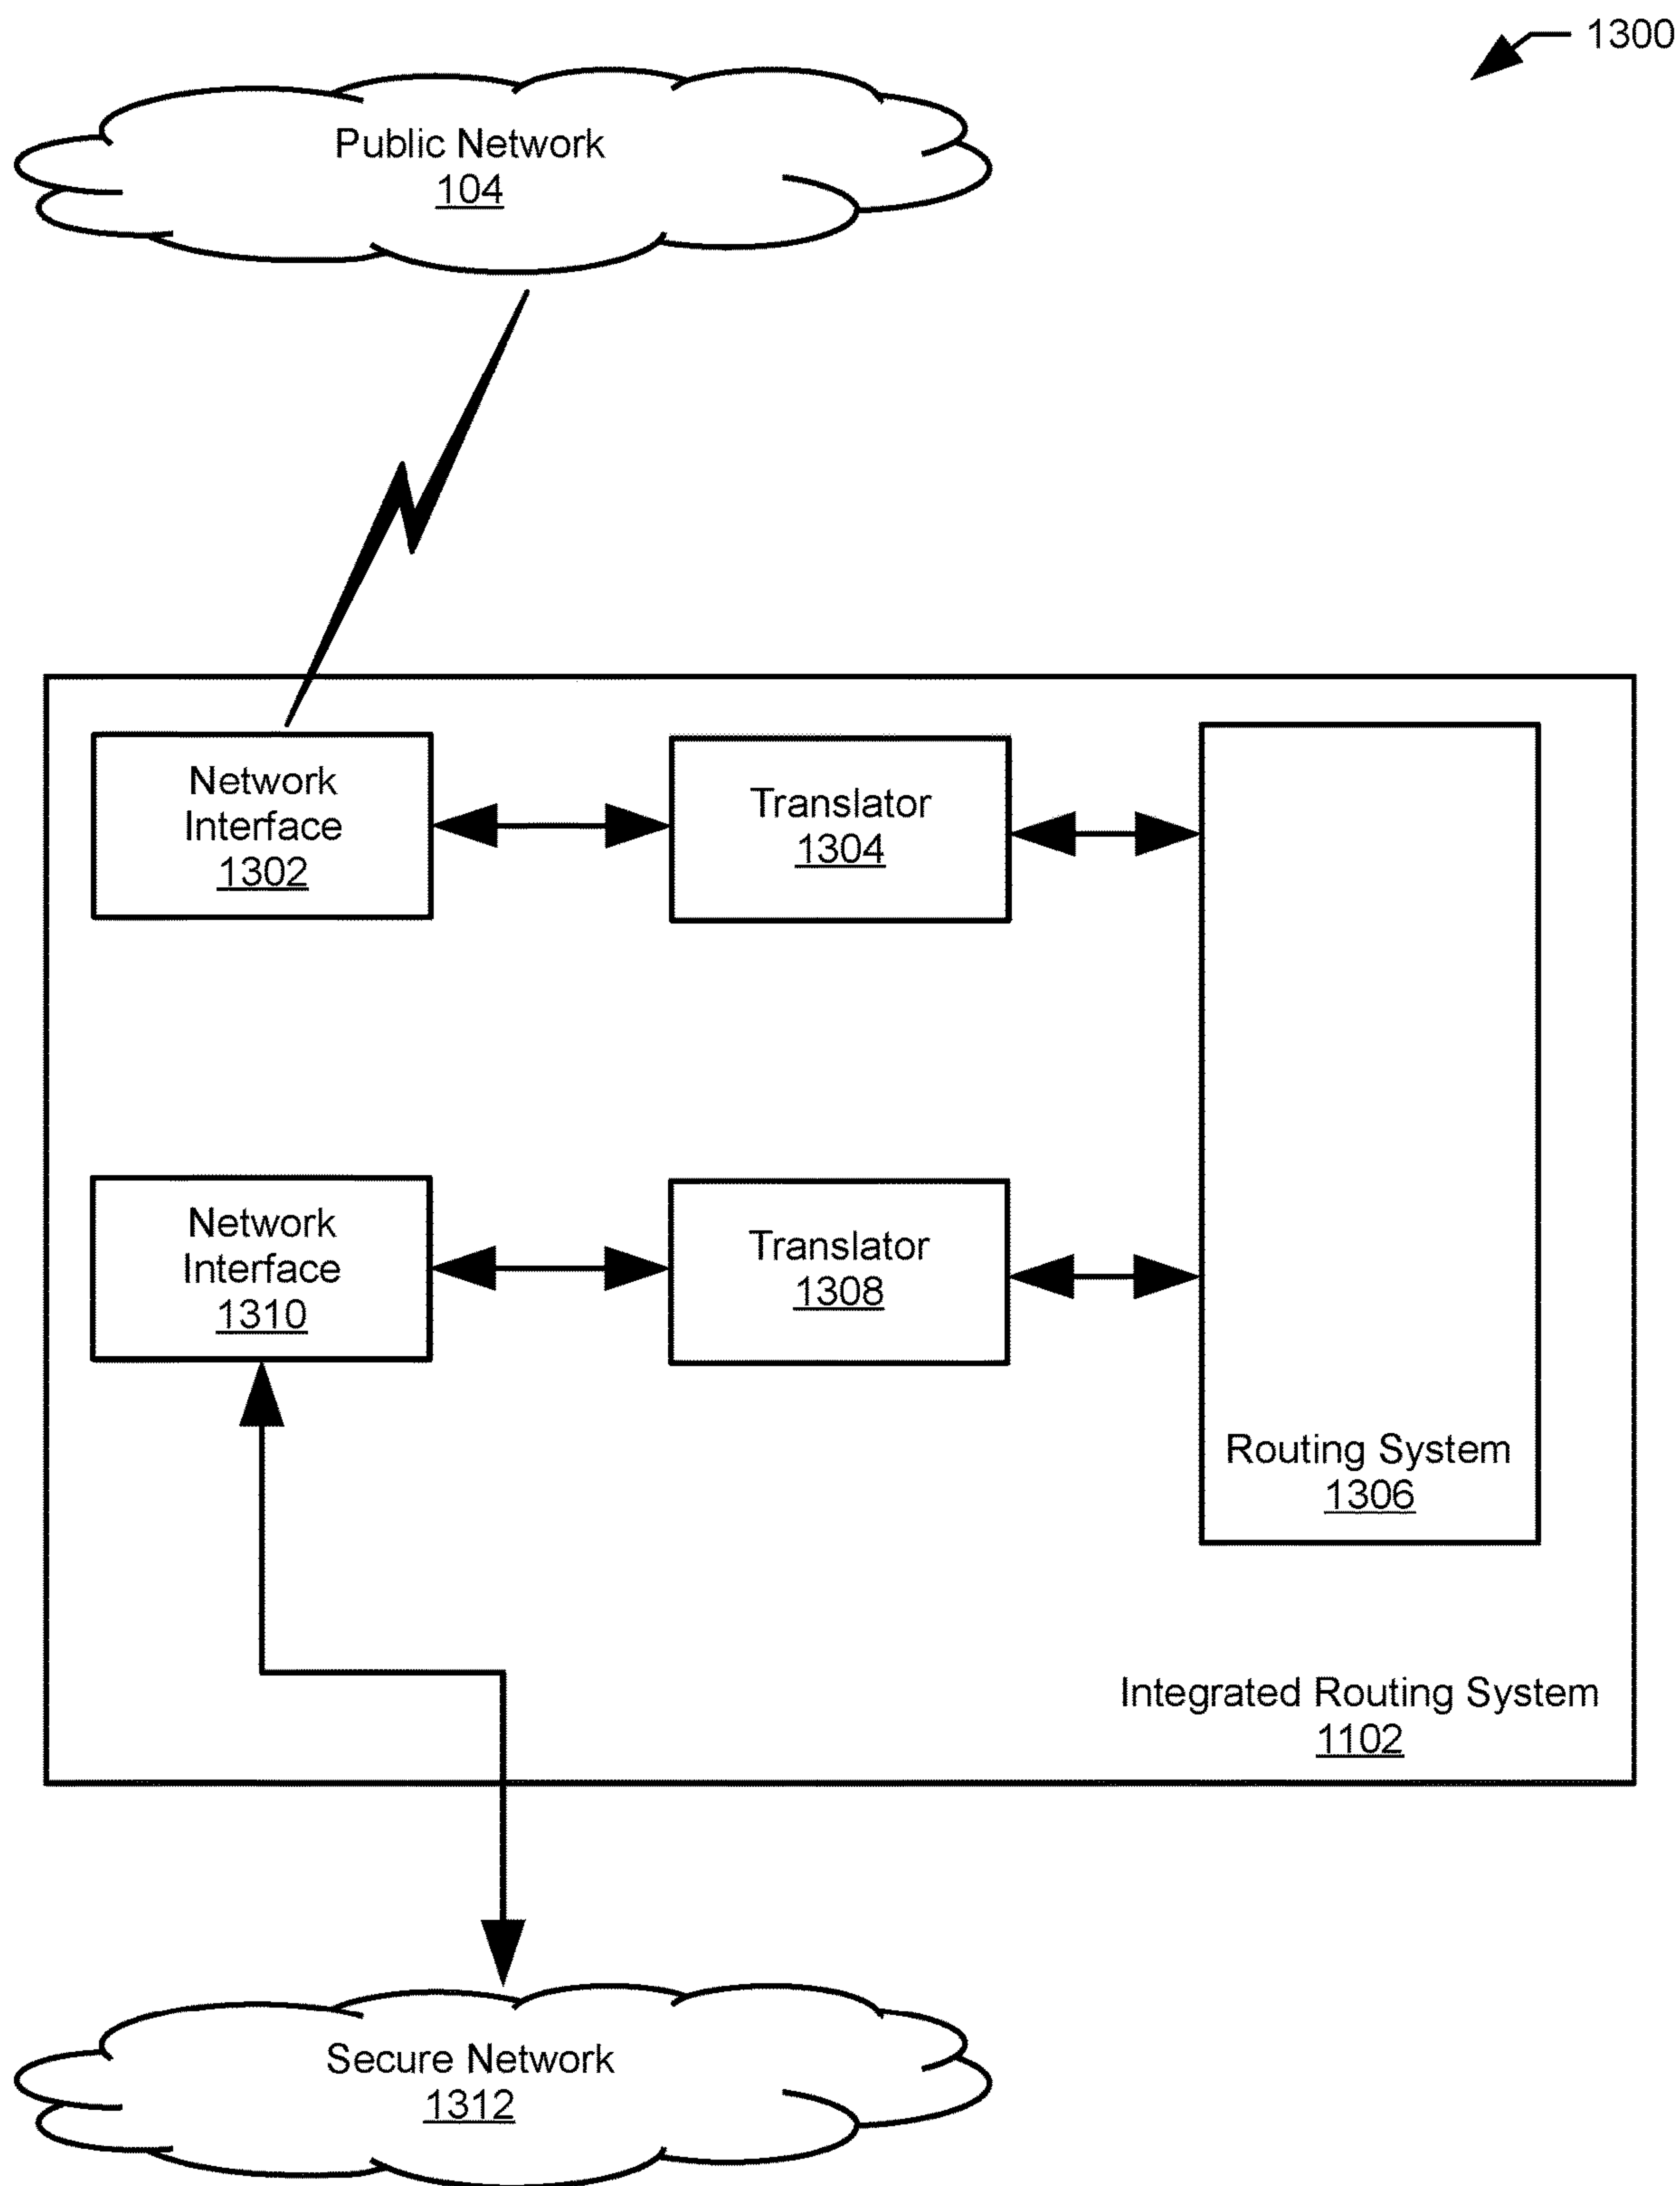 1300
Public Network
104
Network
Interface
1302
Translator
1304
Network
Interface
1310
Translator
1308
Routing System
1306
Integrated Routing System
1102
Secure Network
1312